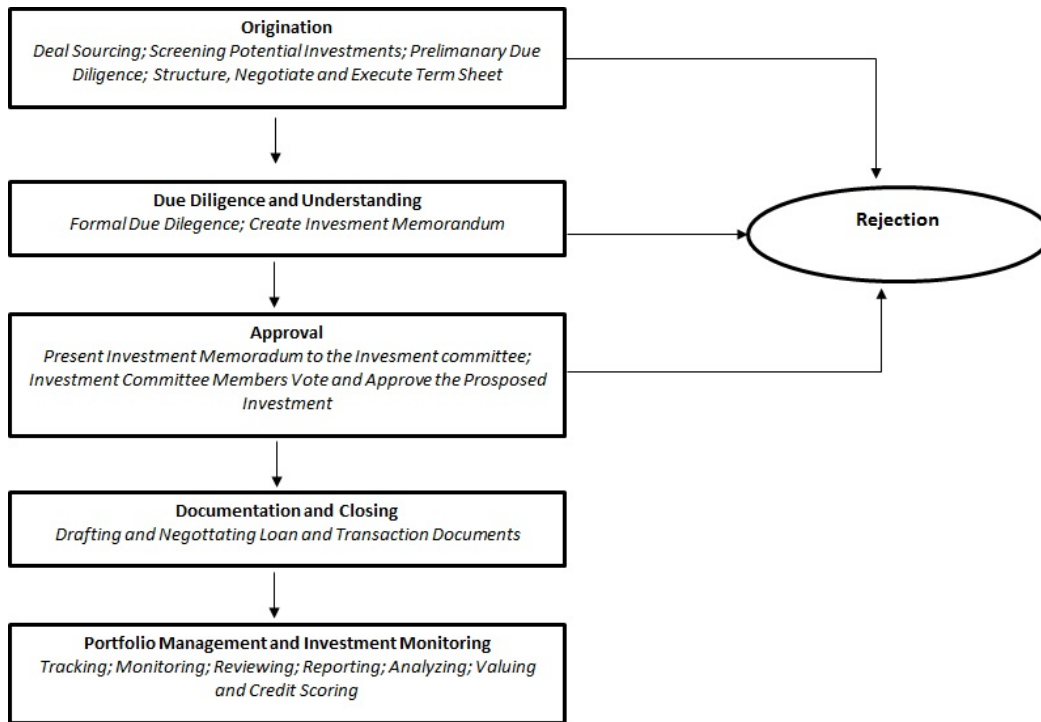 Origination
Deal Sourcing; Screening Potential Investments; Prelimanary Due
Diligence; Structure, Negotiate and Execute Term Sheet
Due Diligence and Understanding
Formal Due Dilegence; Create Invesment Memorandum
Rejection
Approval
Present Investment Memoradum to the Invesment committee;
Investment Committee Members Vote and Approve the Prosposed
Investment
Documentation and Closing
Drafting and Negottating Loan and Transaction Documents
Portfolio Management and Investment Monitoring
Tracking; Monitoring; Reviewing; Reporting; Analyzing; Valuing
and Credit Scoring